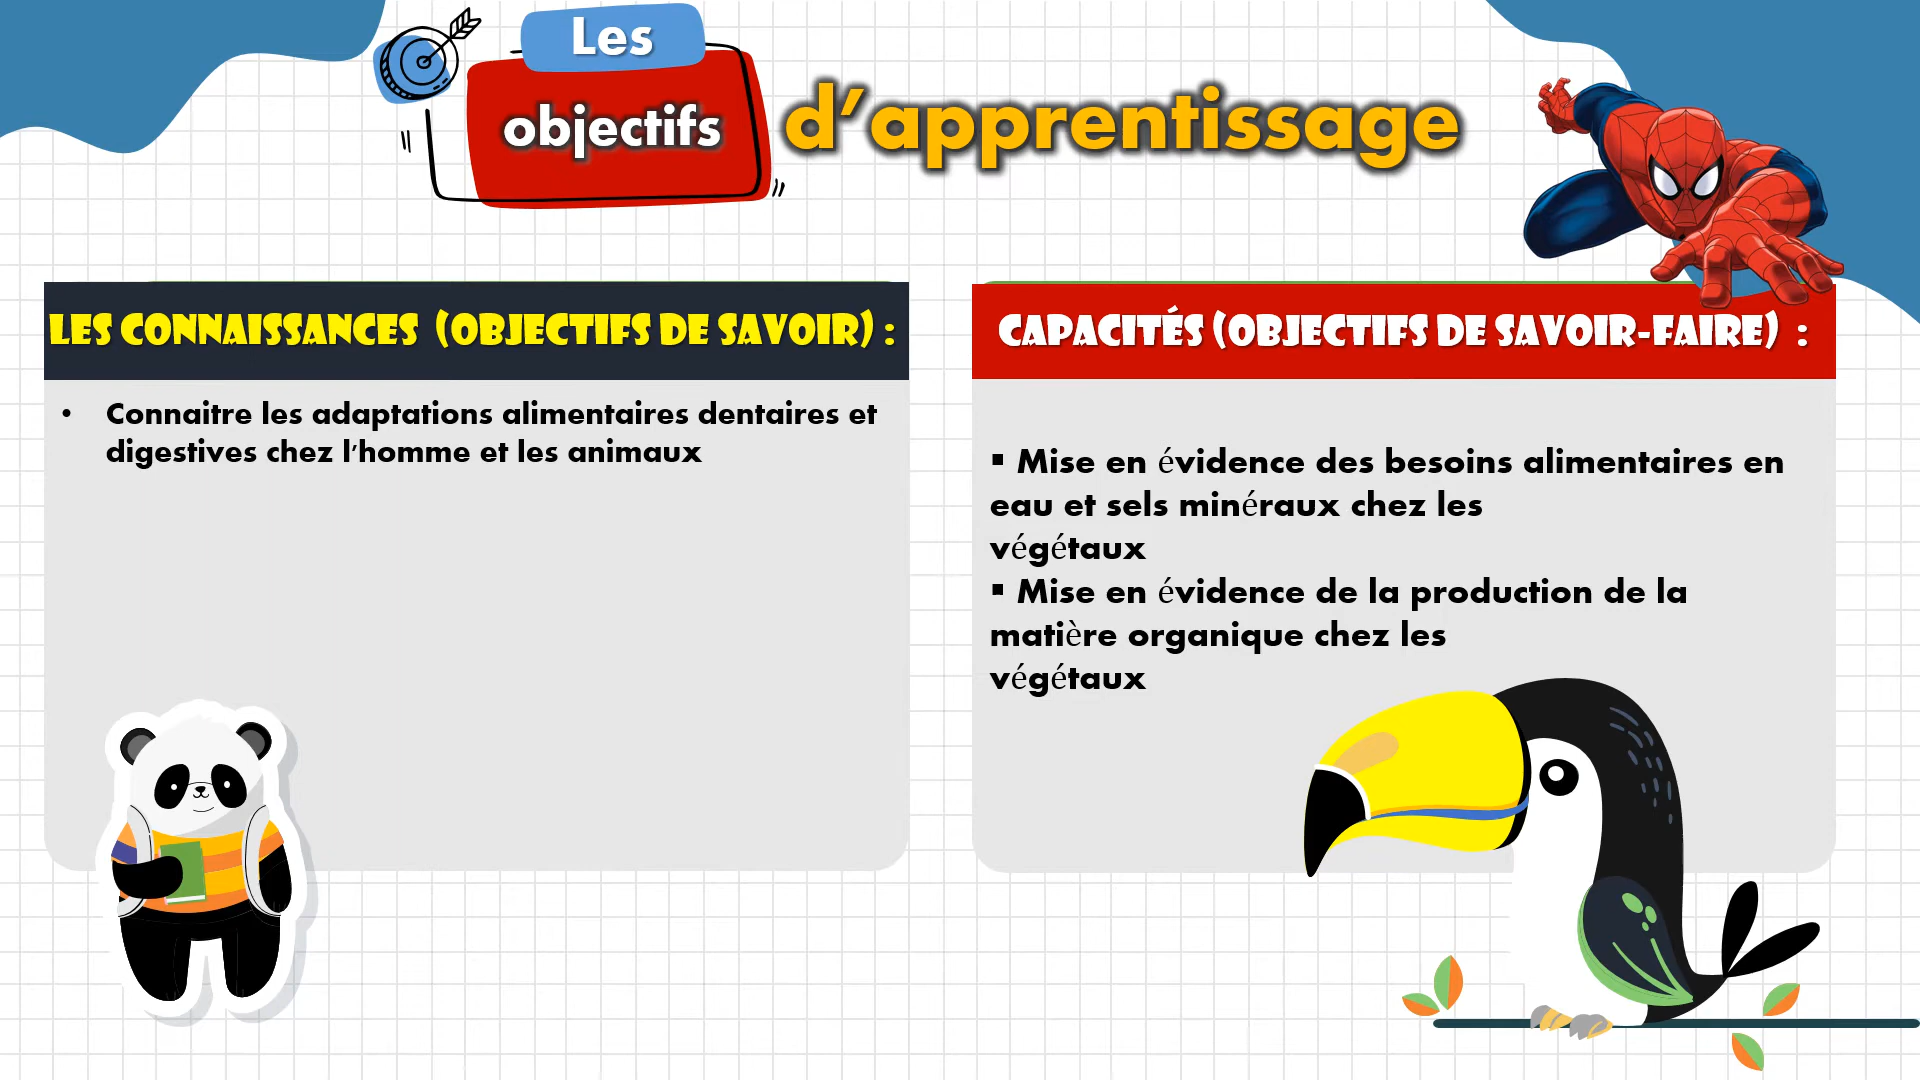 Les
objectifs
d’apprentissage
LES CONNAISSANCES (OBJECTIFS DE SAVOIR) :
• Connaitre les adaptations alimentaires dentaires et
digestives chez l'homme et les animaux
CAPACITÉS (OBJECTIFS DE SAVOIR-FAIRE) :
▪ Mise en évidence des besoins alimentaires en
eau et sels minéraux chez les
végétaux
▪ Mise en évidence de la production de la
matière organique chez les
végétaux